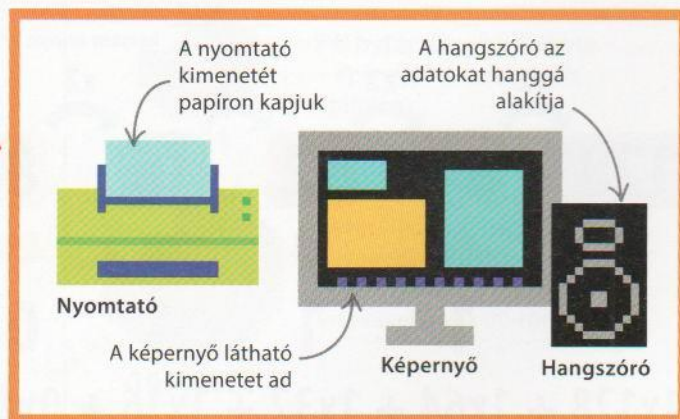 A nyomtató
kimenetét
papíron kapjuk
A hangszóró az
adatokat hanggá
alakítja
Nyomtató
A képernyő látható
kimenetet ad
Képernyő
Hangszóró